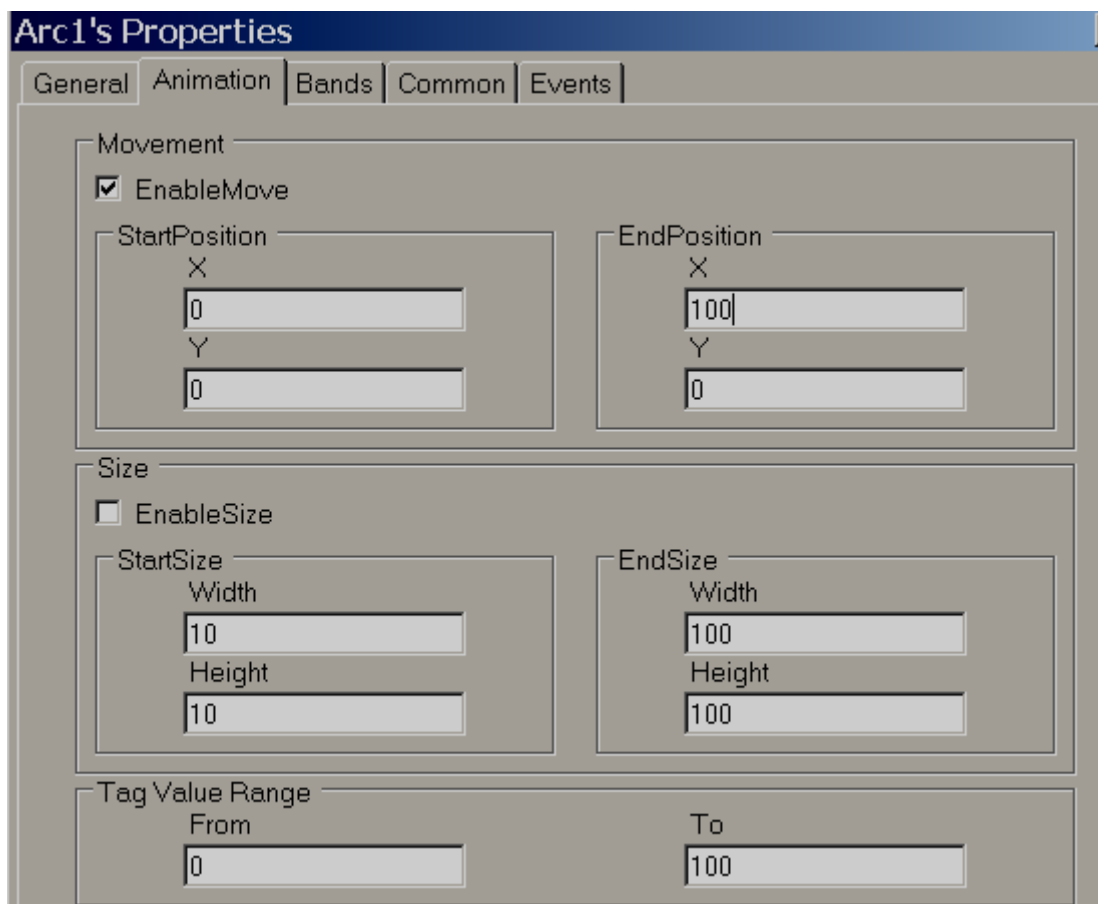 Arc1's Properties
General Animation Bands Common Events
Movement
EnableMove
StartPosition EndPosition
X X
0 100
Y Y
0 0
Size
EnableSize
StartSize EndSize
Width Width
10 100
Height Height
10 100
Tag Value Range
From To
0 100